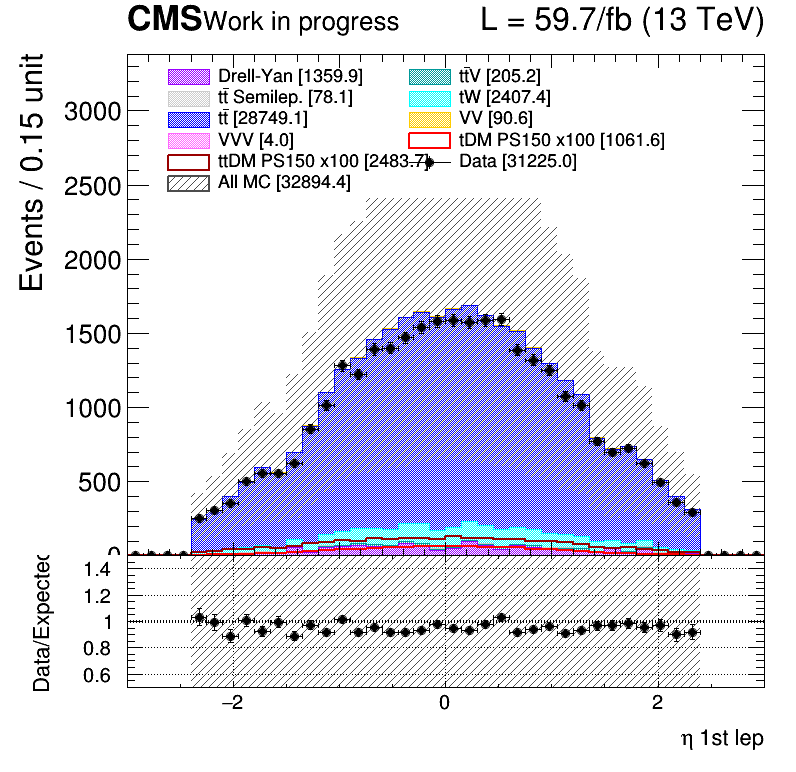 CMS Work in progress L = 59.7/fb (13 TeV)
Drell-Yan [1359.9] tt̄V [205.2]
tt̄ Semilep. [78.1] tW [2407.4]
tt̄ [28749.1] VV [90.6]
VVV [4.0] tDM PS150 x100 [1061.6]
ttDM PS150 x100 [2483.7] Data [31225.0]
All MC [32894.4]
Events / 0.15 unit
3000
2500
2000
1500
1000
500
0
Data/Expected
1.4
1.2
1
0.8
0.6
−2 0 2
η 1st lep